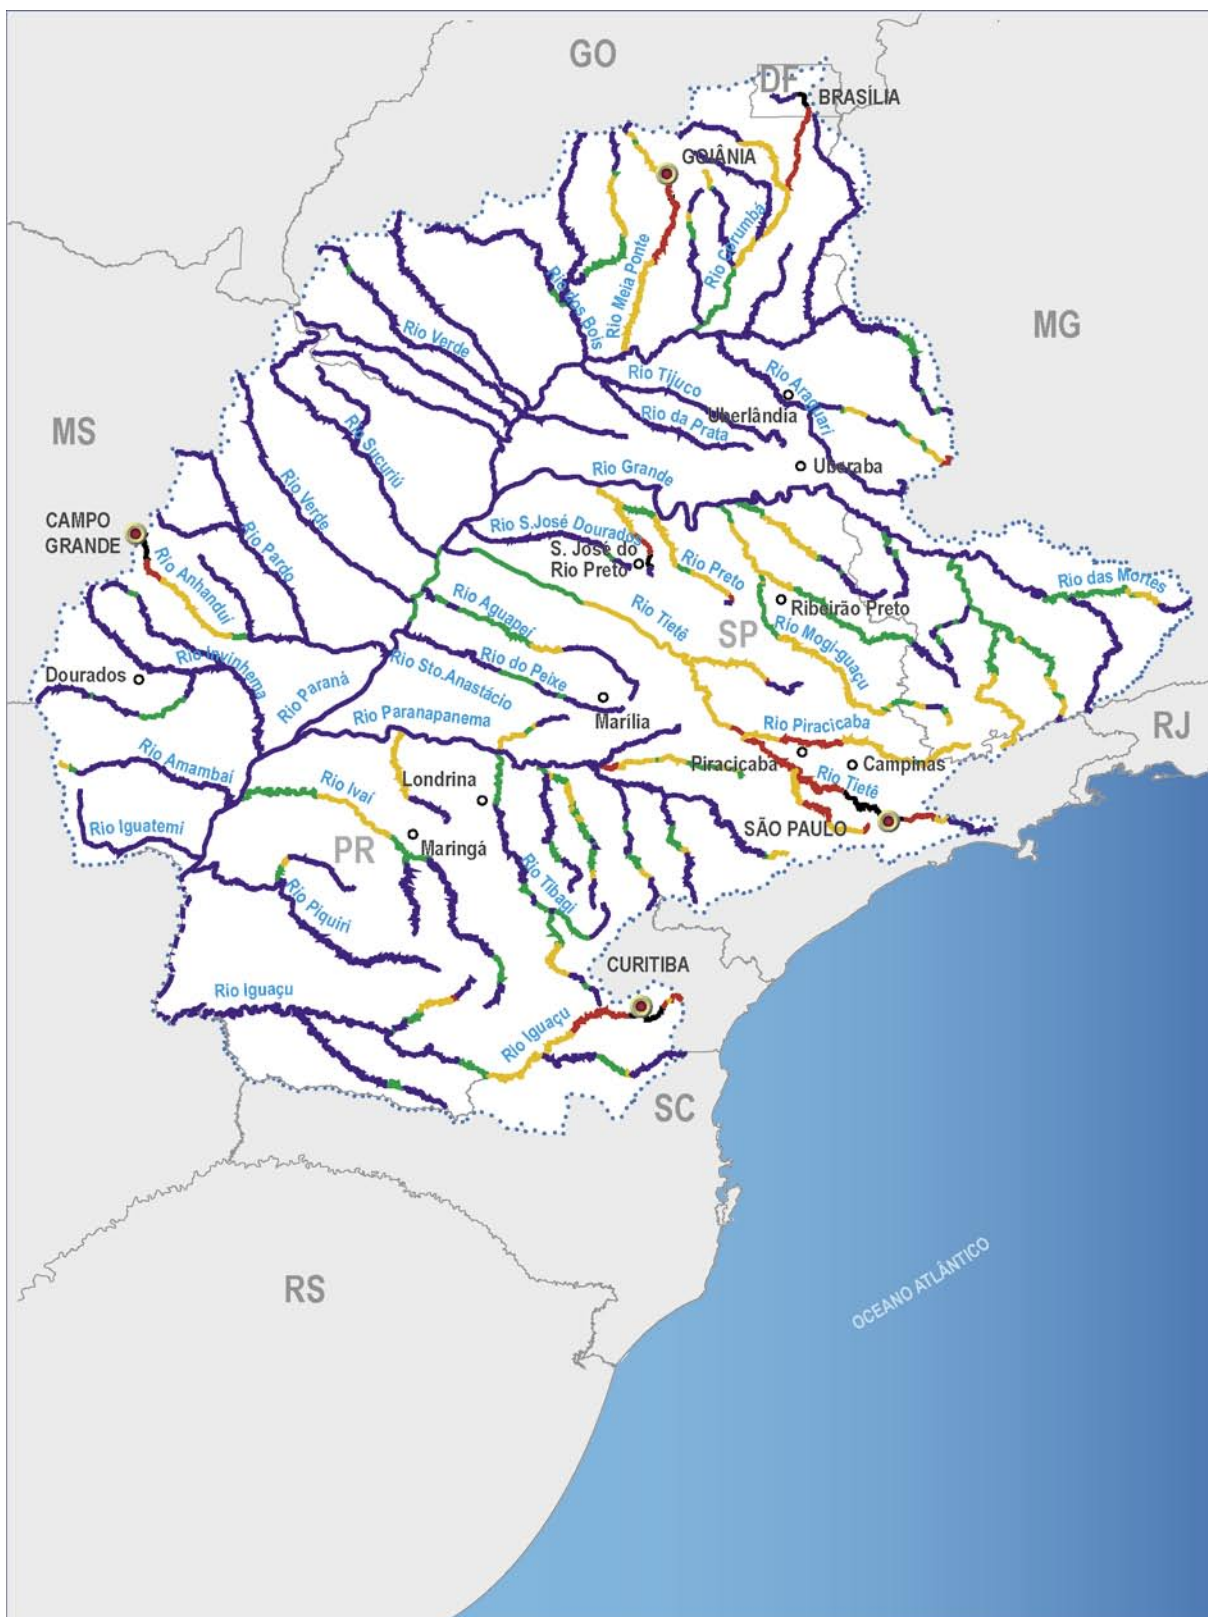 GO
DF
BRASÍLIA
GOIÂNIA
Rio Corumbá
Rio Meia Ponte
Rio dos Bois
MG
Rio Verde
Rio Tijuco
Rio Araguari
Uberlândia
Rio da Prata
MS
Rio Sucuriú
Rio Grande
Uberaba
Rio Verde
CAMPO
GRANDE
Rio Pardo
Rio Anhanduí
Rio S.José Dourados
S. José do
Rio Preto
Rio Preto
Rio das Mortes
Ribeirão Preto
Rio Aguapeí
Rio Tietê
SP
Rio Mogi-guaçu
Rio Ivinhema
Dourados
Rio do Peixe
Rio Sto.Anastácio
Rio Paraná
Marília
Rio Paranapanema
Rio Piracicaba
RJ
Rio Amambaí
Londrina
Piracicaba
Campinas
Rio Tietê
Rio Ivaí
Rio Iguatemi
SÃO PAULO
PR
Maringá
Rio Tibagi
Rio Piquiri
CURITIBA
Rio Iguaçu
Rio Iguaçu
SC
OCEANO ATLÂNTICO
RS